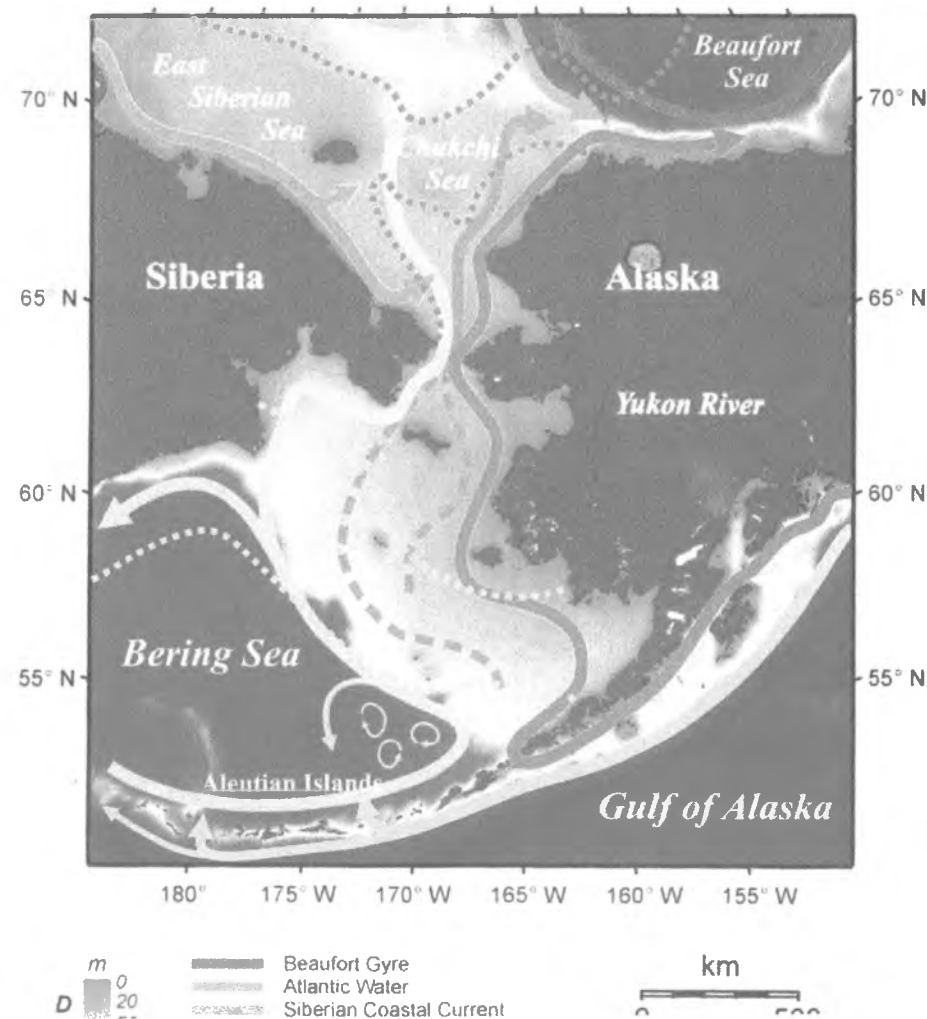 Beaufort
Sea
East
Siberian
Sea
70° N
70° N
Chukchi
Sea
Siberia
Alaska
65° N
65° N
Yukon River
60° N
60° N
Bering Sea
55° N
55° N
Aleutian Islands
Gulf of Alaska
180°
175° W
170° W
165° W
160° W
155° W
m
0
D
20
Beaufort Gyre
Atlantic Water
Siberian Coastal Current
km